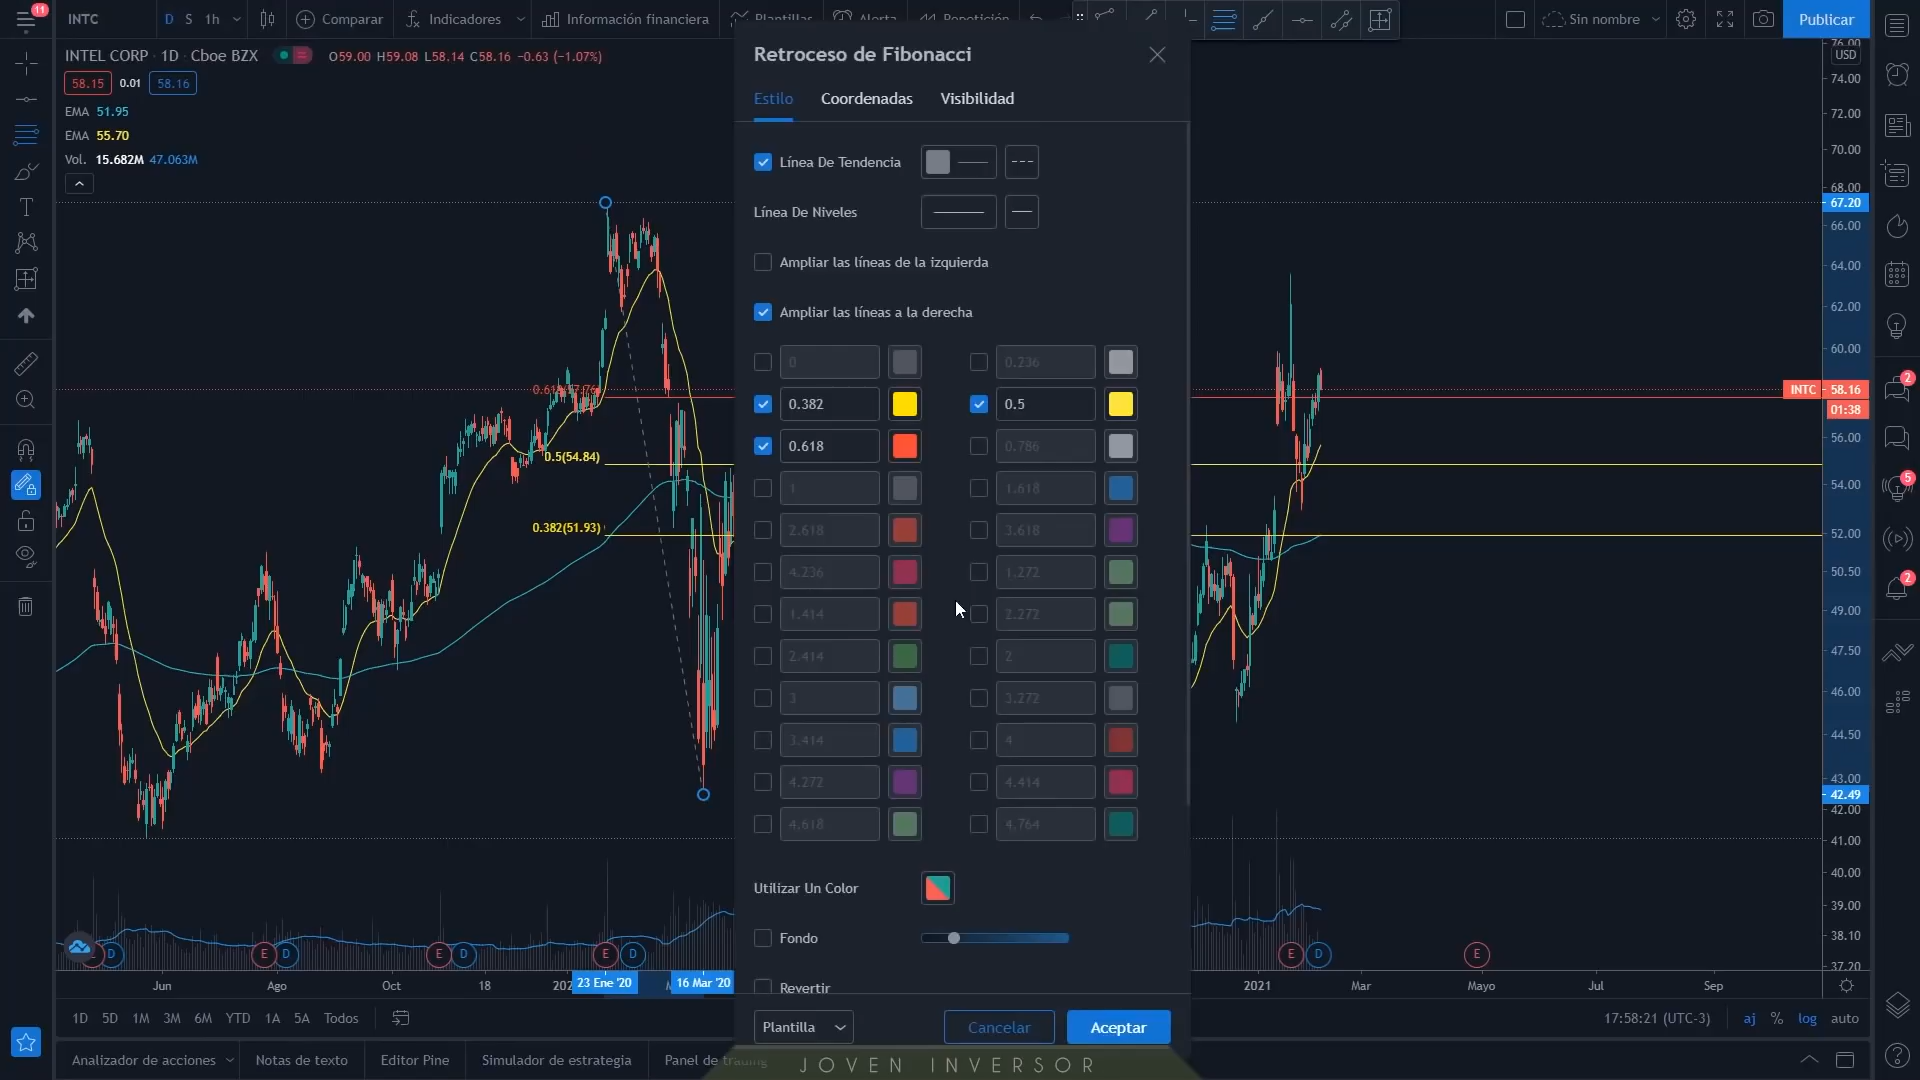 11
INTC
D
S
1h
Comparar
Indicadores
Información financiera
Plantillas
Alerta
Repetición
Sin nombre
Publicar
INTEL CORP · 1D · Cboe BZX
O59.00 H59.08 L58.14 C58.16 −0.63 (−1.07%)
58.15
0.01
58.16
EMA 51.95
EMA 55.70
Vol. 15.682M 47.063M
Retroceso de Fibonacci
Estilo
Coordenadas
Visibilidad
Línea De Tendencia
Línea De Niveles
Ampliar las líneas de la izquierda
Ampliar las líneas a la derecha
0
0.236
0.382
0.5
0.618
0.786
1
1.618
2.618
3.618
4.236
1.272
1.414
2.272
2.414
2
3
3.272
3.414
4
4.272
4.414
4.618
4.764
Utilizar Un Color
Fondo
Revertir
Plantilla
Cancelar
Aceptar
0.5(54.84)
0.382(51.93)
76.00
USD
74.00
72.00
70.00
68.00
67.20
66.00
64.00
62.00
60.00
INTC 58.16
01:38
56.00
54.00
52.00
50.50
49.00
47.50
46.00
44.50
43.00
42.49
42.00
41.00
40.00
39.00
38.10
37.20
2
5
2
E
D
E
D
E
D
E
D
E
D
E
Jun
Ago
Oct
18
202
23 Ene '20
16 Mar '20
2021
Mar
Mayo
Jul
Sep
1D
5D
1M
3M
6M
YTD
1A
5A
Todos
17:58:21 (UTC-3)
aj
%
log
auto
Analizador de acciones
Notas de texto
Editor Pine
Simulador de estrategia
Panel de trading
JOVEN INVERSOR